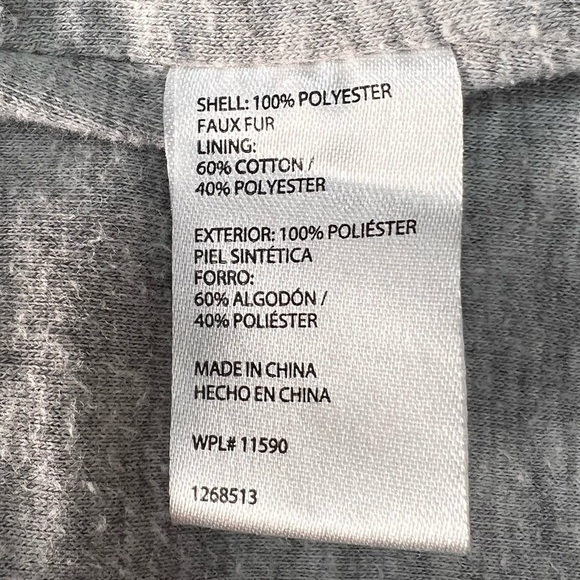 SHELL: 100% POLYESTER
FAUX FUR
LINING:
60% COTTON /
40% POLYESTER
EXTERIOR: 100% POLIÉSTER
PIEL SINTÉTICA
FORRO:
60% ALGODÓN /
40% POLIÉSTER
MADE IN CHINA
HECHO EN CHINA
WPL# 11590
1268513